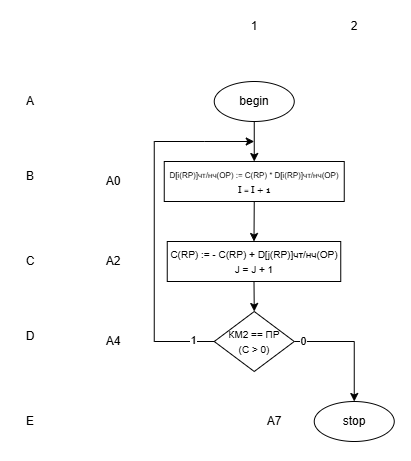 1 2
A begin
B A0 D[i(RP)]чт/нч(OP) := C(RP) * D[i(RP)]чт/нч(OP)
I = I + 1
C A2 C(RP) := - C(RP) + D[j(RP)]чт/нч(OP)
J = J + 1
D A4 1 КМ2 == ПР 0
(C > 0)
E A7 stop